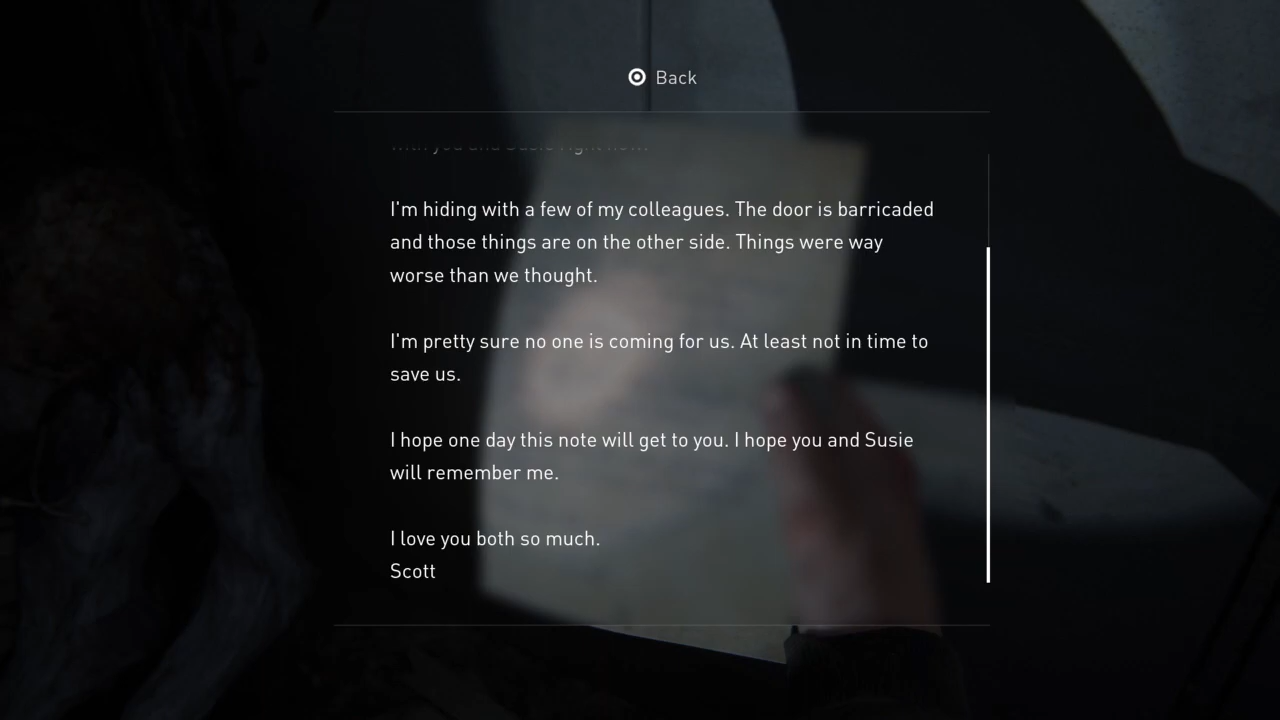 Back
I'm hiding with a few of my colleagues. The door is barricaded
and those things are on the other side. Things were way
worse than we thought.
I'm pretty sure no one is coming for us. At least not in time to
save us.
I hope one day this note will get to you. I hope you and Susie
will remember me.
I love you both so much.
Scott